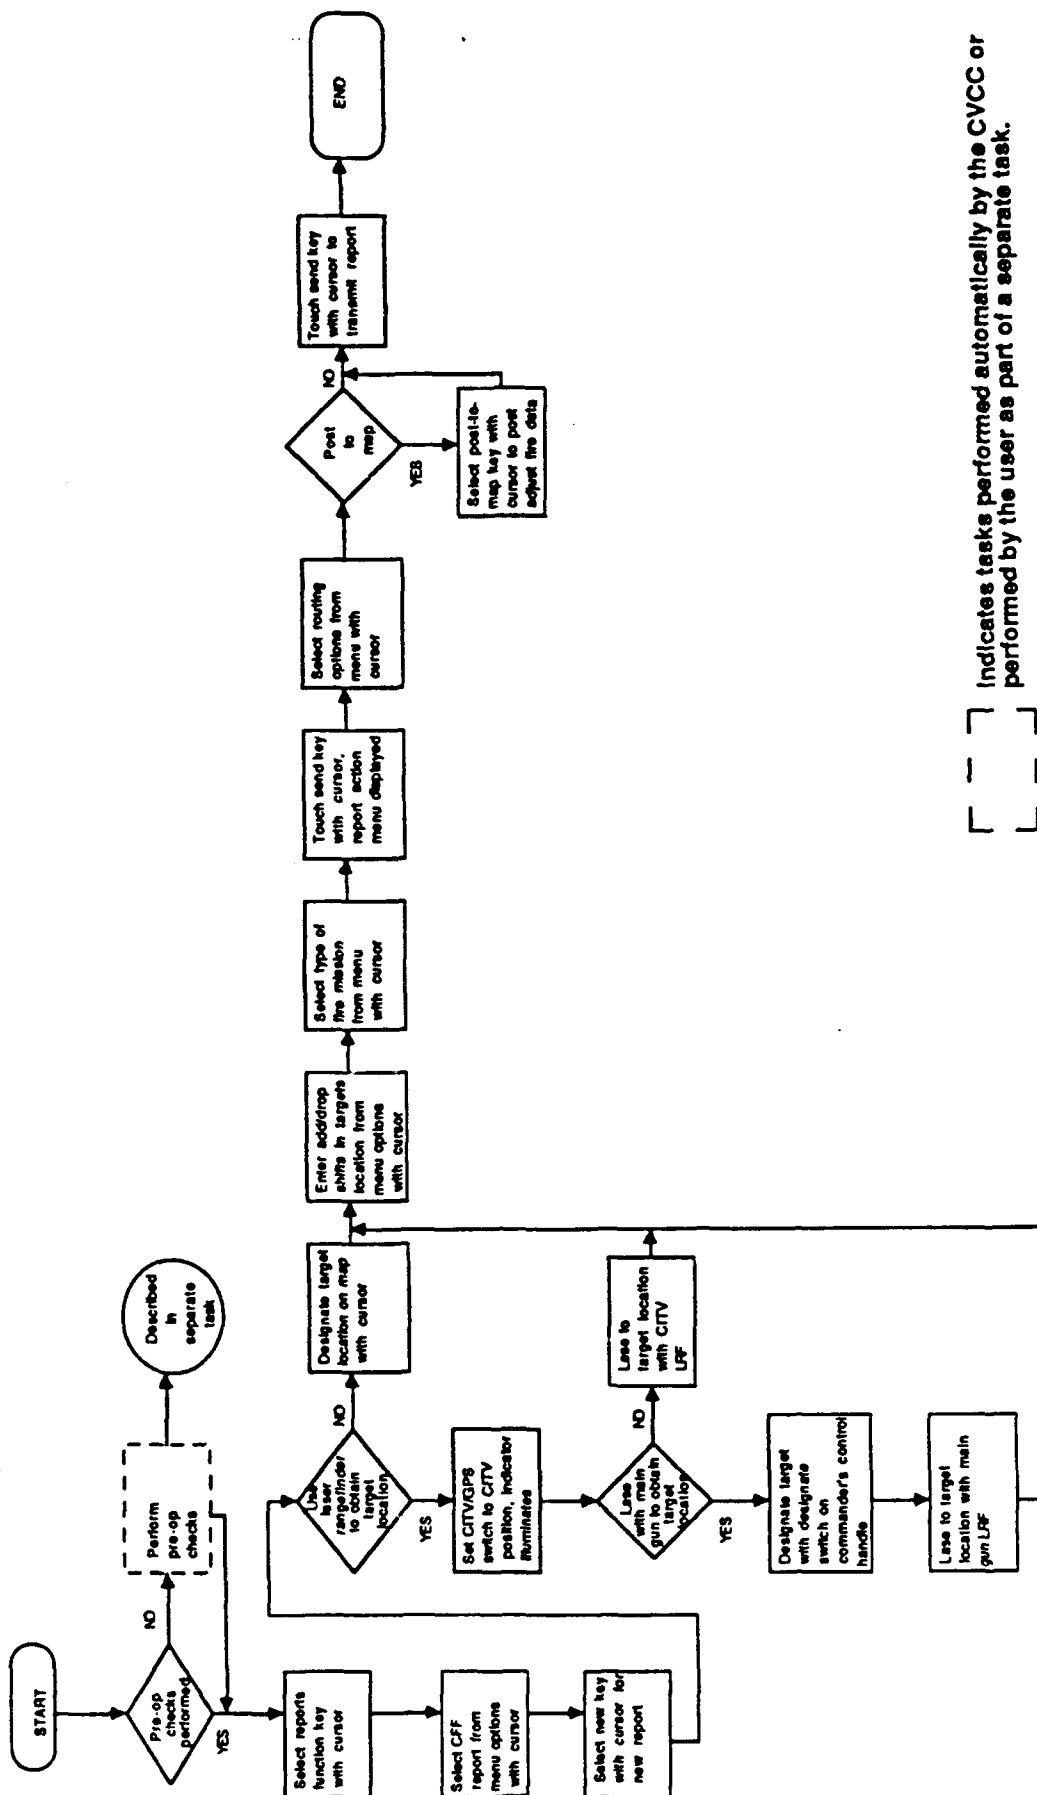 START
Pre-op
checks
performed
NO
YES
Perform
pre-op
checks
Described
in
separate
task
Select reports
function key
with cursor
Select CFF
report from
menu options
with cursor
Select new key
with cursor for
new report
Use
laser
rangefinder
to obtain
target
location
NO
YES
Designate target
location on map
with cursor
Set CITV/GPS
switch to CITV
position, indicator
illuminates
Lase
with main
gun to obtain
target
location
NO
YES
Lase to
target location
with CITV
LRF
Designate target
with designate
switch on
commander's control
handle
Lase to target
location with main
gun LRF
Enter add/drop
shifts in targets
location from
menu options
with cursor
Select type of
fire mission
from menu
with cursor
Touch send key
with cursor,
report action
menu displayed
Select routing
options from
menu with
cursor
Post
to
map
NO
YES
Select post-to-
map key with
cursor to post
adjust fire data
Touch send key
with cursor to
transmit report
END
Indicates tasks performed automatically by the CVCC or
performed by the user as part of a separate task.